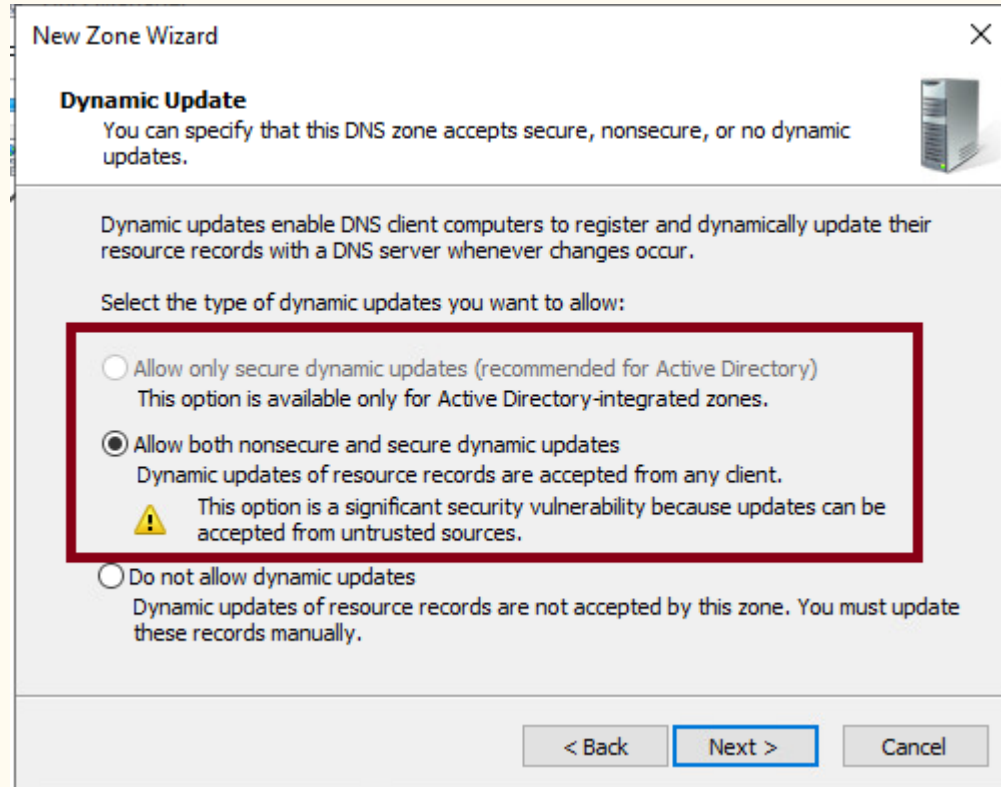 New Zone Wizard
Dynamic Update
You can specify that this DNS zone accepts secure, nonsecure, or no dynamic
updates.
Dynamic updates enable DNS client computers to register and dynamically update their
resource records with a DNS server whenever changes occur.
Select the type of dynamic updates you want to allow:
Allow only secure dynamic updates (recommended for Active Directory)
This option is available only for Active Directory-integrated zones.
Allow both nonsecure and secure dynamic updates
Dynamic updates of resource records are accepted from any client.
This option is a significant security vulnerability because updates can be
accepted from untrusted sources.
Do not allow dynamic updates
Dynamic updates of resource records are not accepted by this zone. You must update
these records manually.
< Back
Next >
Cancel